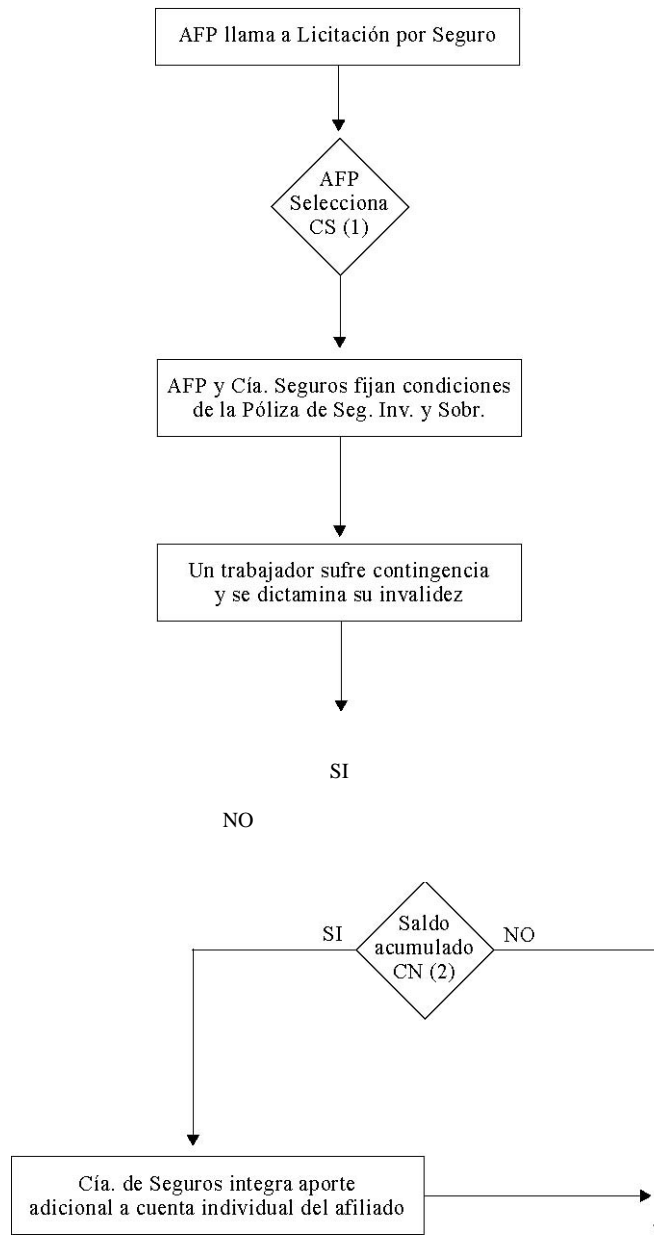 AFP llama a Licitación por Seguro
AFP
Selecciona
CS (1)
AFP y Cía. Seguros fijan condiciones
de la Póliza de Seg. Inv. y Sobr.
Un trabajador sufre contingencia
y se dictamina su invalidez
SI
NO
SI
Saldo
acumulado
CN (2)
NO
Cía. de Seguros integra aporte
adicional a cuenta individual del afiliado